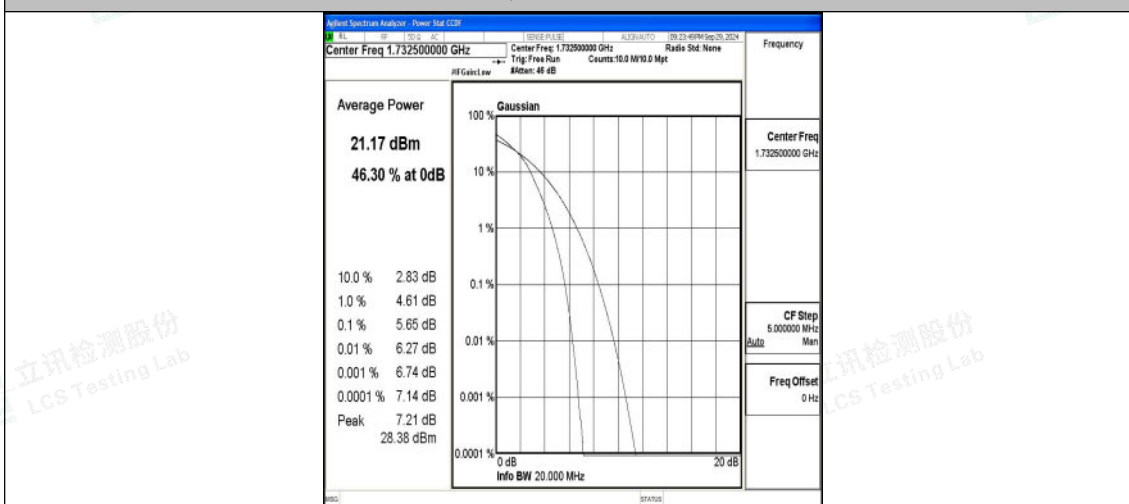 Agilent Spectrum Analyzer - Power Stat CCDF
RL RF 50 Ω AC SENSE:PULSE ALIGNAUTO 09:23:49PM Sep 29, 2024
Center Freq 1.732500000 GHz
Center Freq: 1.732500000 GHz Radio Std: None
Trig: Free Run Counts:10.0 M/10.0 Mpt
#IFGain:Low #Atten: 46 dB
Frequency
Average Power
21.17 dBm
46.30 % at 0dB
10.0 % 2.83 dB
1.0 % 4.61 dB
0.1 % 5.65 dB
0.01 % 6.27 dB
0.001 % 6.74 dB
0.0001 % 7.14 dB
Peak 7.21 dB
28.38 dBm
Gaussian
100 %
10 %
1 %
0.1 %
0.01 %
0.001 %
0.0001 %
0 dB 20 dB
Info BW 20.000 MHz
Center Freq
1.732500000 GHz
CF Step
5.000000 MHz
Auto Man
Freq Offset
0 Hz
MSG STATUS
立讯检测股份
LCS Testing Lab
立讯检测股份
LCS Testing Lab